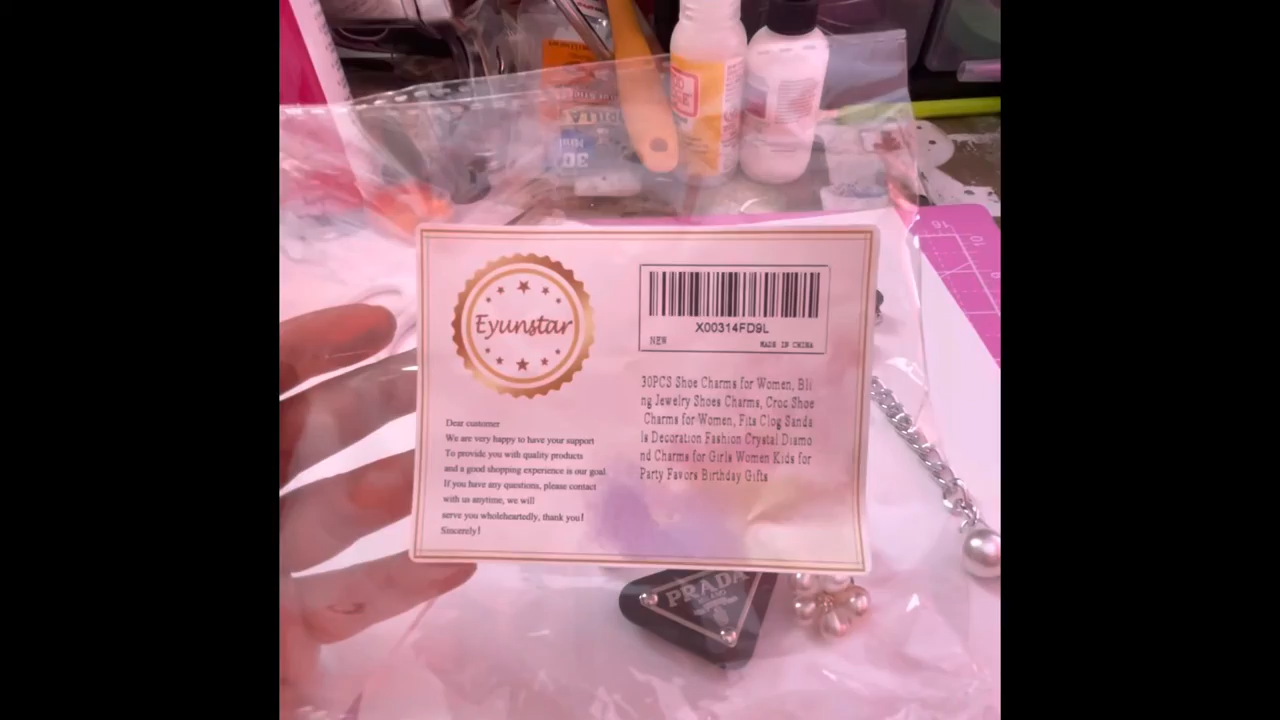 Eyunstar
X00314FD9L
NEW
MADE IN CHINA
30PCS Shoe Charms for Women, Bli
ng Jewelry Shoes Charms, Croc Shoe
Charms for Women, Fits Clog Sanda
ls Decoration Fashion Crystal Diamo
nd Charms for Girls Women Kids for
Party Favors Birthday Gifts
Dear customer
We are very happy to have your support
To provide you with quality products
and a good shopping experience is our goal.
If you have any questions, please contact
with us anytime, we will
serve you wholeheartedly, thank you!
Sincerely!
PRADA
30
16
10